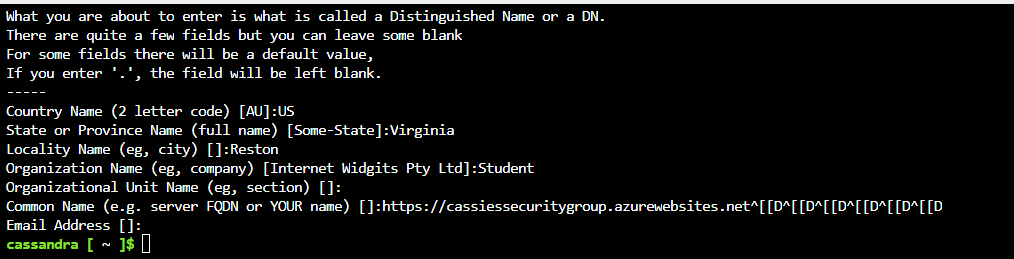 What you are about to enter is what is called a Distinguished Name or a DN.
There are quite a few fields but you can leave some blank
For some fields there will be a default value,
If you enter '.', the field will be left blank.
-----
Country Name (2 letter code) [AU]:US
State or Province Name (full name) [Some-State]:Virginia
Locality Name (eg, city) []:Reston
Organization Name (eg, company) [Internet Widgits Pty Ltd]:Student
Organizational Unit Name (eg, section) []:
Common Name (e.g. server FQDN or YOUR name) []:https://cassiessecuritygroup.azurewebsites.net^[[D^[[D^[[D^[[D^[[D^[[D
Email Address []:
cassandra [ ~ ]$